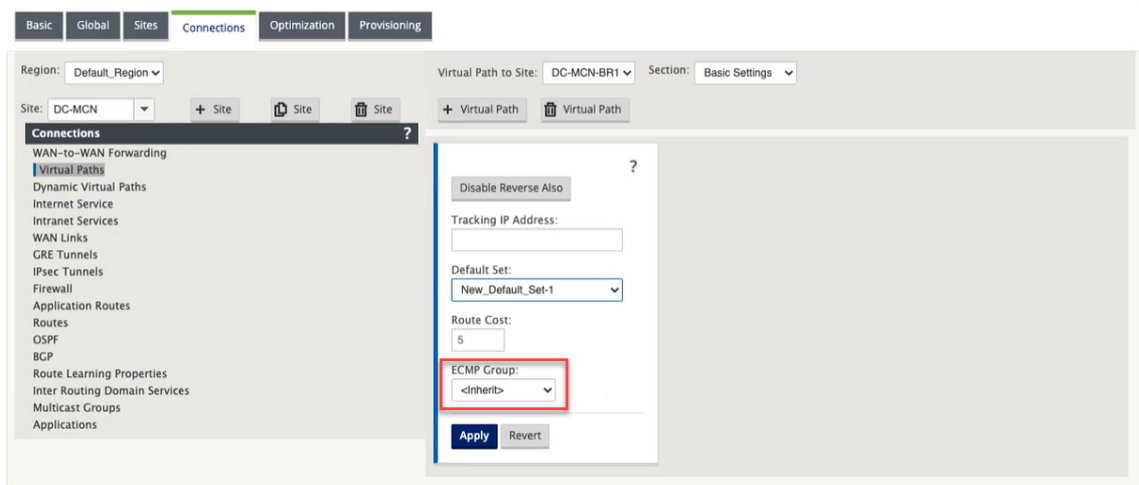 Basic Global Sites Connections Optimization Provisioning
Region: Default_Region
Site: DC-MCN + Site Site Site
Connections ?
WAN-to-WAN Forwarding
Virtual Paths
Dynamic Virtual Paths
Internet Service
Intranet Services
WAN Links
GRE Tunnels
IPsec Tunnels
Firewall
Application Routes
Routes
OSPF
BGP
Route Learning Properties
Inter Routing Domain Services
Multicast Groups
Applications
Virtual Path to Site: DC-MCN-BR1 Section: Basic Settings
+ Virtual Path Virtual Path
?
Disable Reverse Also
Tracking IP Address:
Default Set:
New_Default_Set-1
Route Cost:
5
ECMP Group:
<Inherit>
Apply Revert